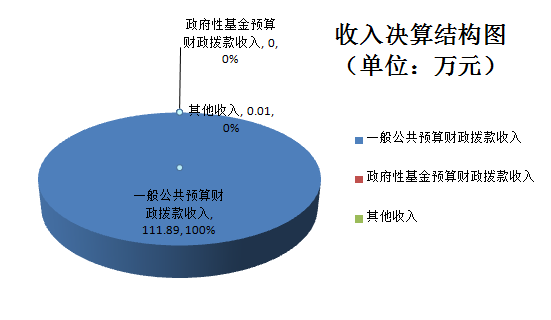 收入决算结构图
（单位：万元）
政府性基金预算
财政拨款收入, 0,
0%
其他收入, 0.01,
0%
一般公共预算财
政拨款收入,
111.89, 100%
一般公共预算财政拨款收入
政府性基金预算财政拨款收入
其他收入